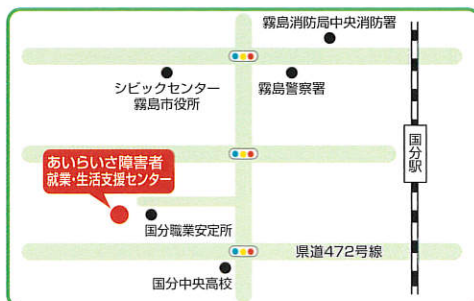 霧島消防局中央消防署
シビックセンター
霧島市役所
霧島警察署
国分駅
あいらいさ障害者
就業・生活支援センター
国分職業安定所
県道472号線
国分中央高校